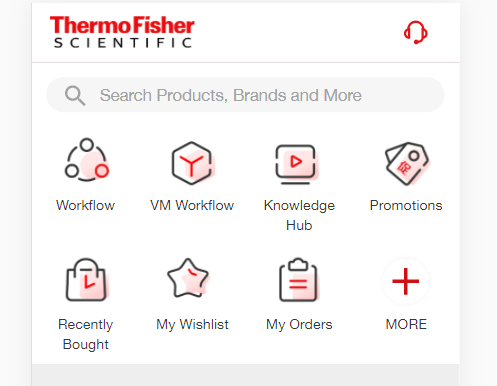 ThermoFisher
SCIENTIFIC
Search Products, Brands and More
Workflow
VM Workflow
Knowledge
Hub
Promotions
促
Recently
Bought
My Wishlist
My Orders
MORE